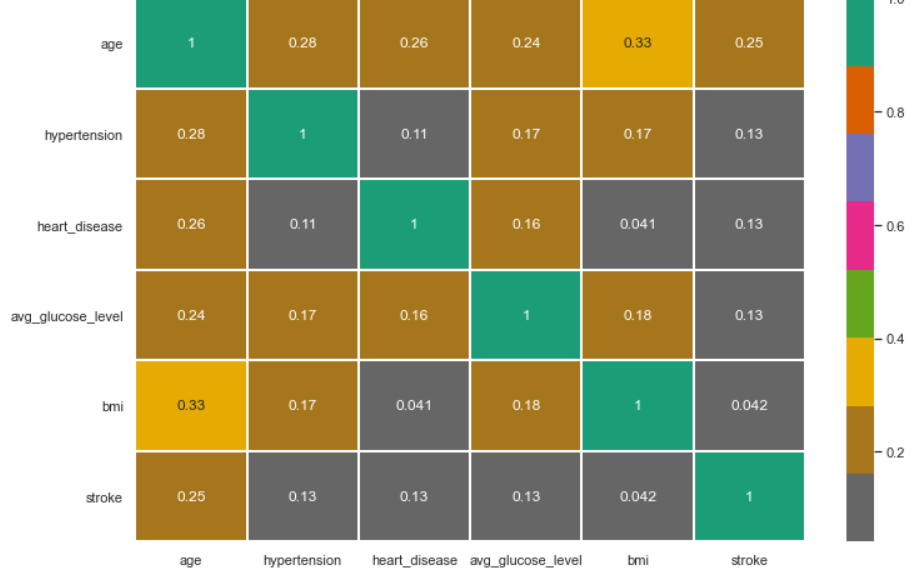 1.0
age 1 0.28 0.26 0.24 0.33 0.25
0.8
hypertension 0.28 1 0.11 0.17 0.17 0.13
heart_disease 0.26 0.11 1 0.16 0.041 0.13
0.6
avg_glucose_level 0.24 0.17 0.16 1 0.18 0.13
0.4
bmi 0.33 0.17 0.041 0.18 1 0.042
0.2
stroke 0.25 0.13 0.13 0.13 0.042 1
age hypertension heart_disease avg_glucose_level bmi stroke